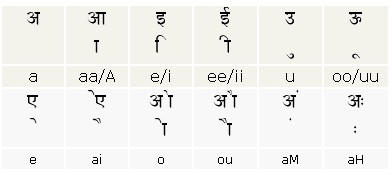 अ आ इ ई उ ऊ
ा ि ी ु ू
a aa/A e/i ee/ii u oo/uu
ए ऐ ओ औ अं अः
े ै ो ौ ं ः
e ai o ou aM aH